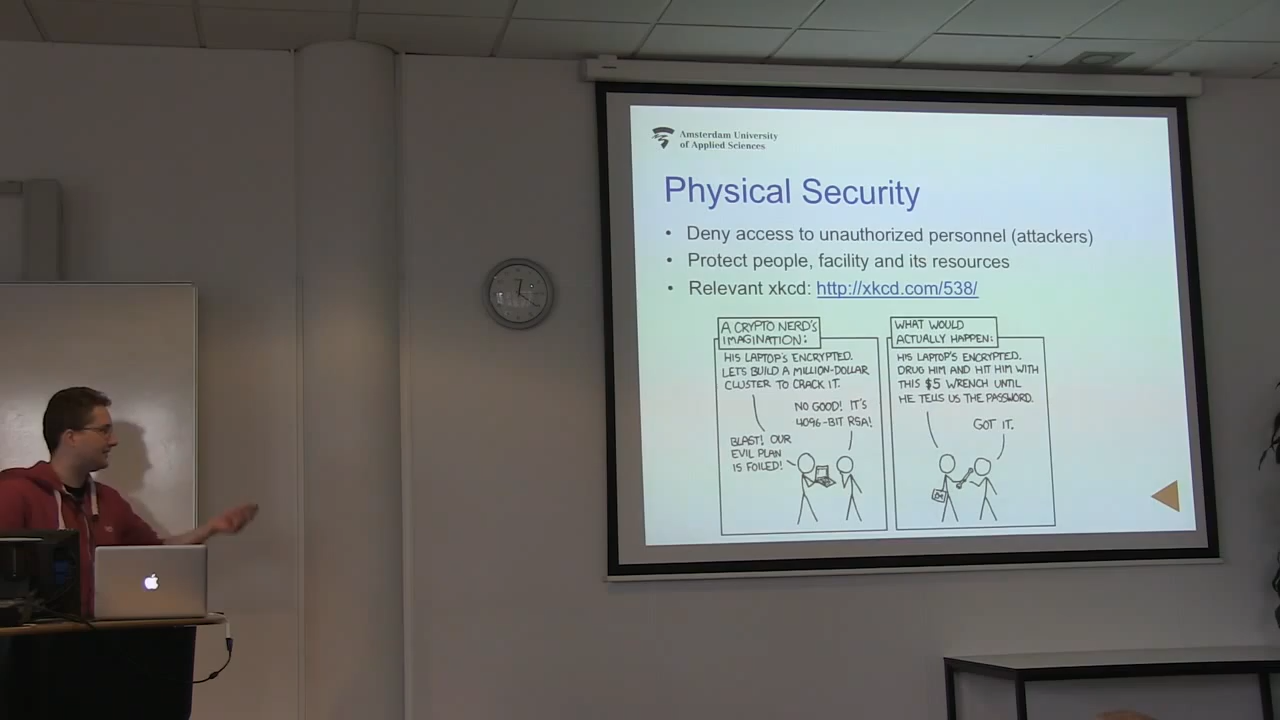 Amsterdam University
of Applied Sciences
Physical Security
• Deny access to unauthorized personnel (attackers)
• Protect people, facility and its resources
• Relevant xkcd: http://xkcd.com/538/
A CRYPTO NERD'S
IMAGINATION:
HIS LAPTOP'S ENCRYPTED.
LETS BUILD A MILLION-DOLLAR
CLUSTER TO CRACK IT.
NO GOOD! IT'S
4096-BIT RSA!
BLAST! OUR
EVIL PLAN
IS FOILED!
WHAT WOULD
ACTUALLY HAPPEN:
HIS LAPTOP'S ENCRYPTED.
DRUG HIM AND HIT HIM WITH
THIS $5 WRENCH UNTIL
HE TELLS US THE PASSWORD.
GOT IT.